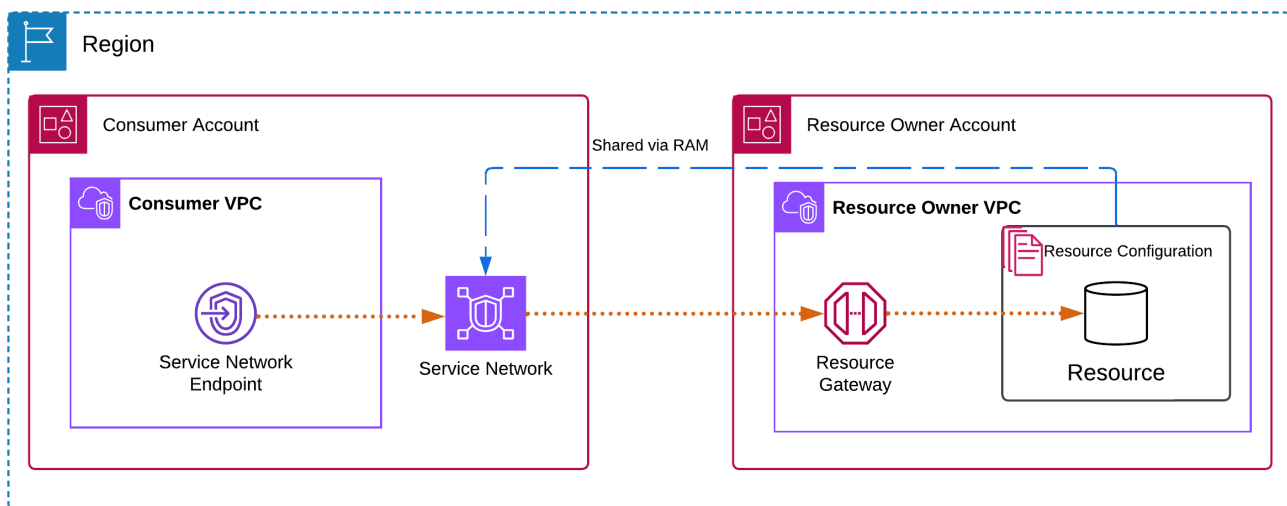 Region
Consumer Account
Resource Owner Account
Shared via RAM
Consumer VPC
Resource Owner VPC
Resource Configuration
Service Network
Endpoint
Service Network
Resource
Gateway
Resource